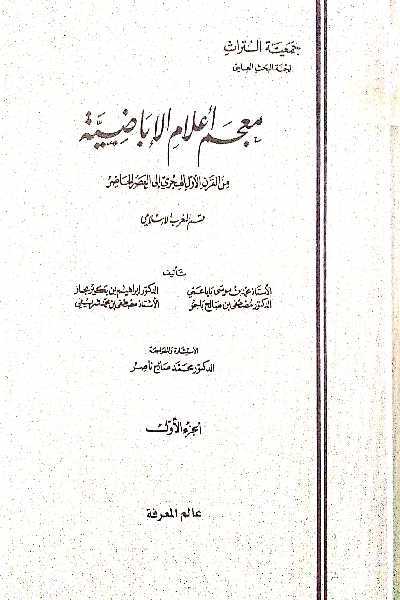 جمعية التراث
لجنة البحث العلمي
معجم أعلام الإباضية
من القرن الأول الهجري إلى العصر الحاضر
قسم المغرب الإسلامي
تأليف
الأستاذ محمد بن موسى بابا عمي الدكتور إبراهيم بن بكير بحاز
الدكتور مصطفى بن صالح باجو الأستاذ مصطفى بن محمد شريفي
الاستشارة والمراجعة
الدكتور محمد صالح ناصر
الجزء الأول
عالم المعرفة